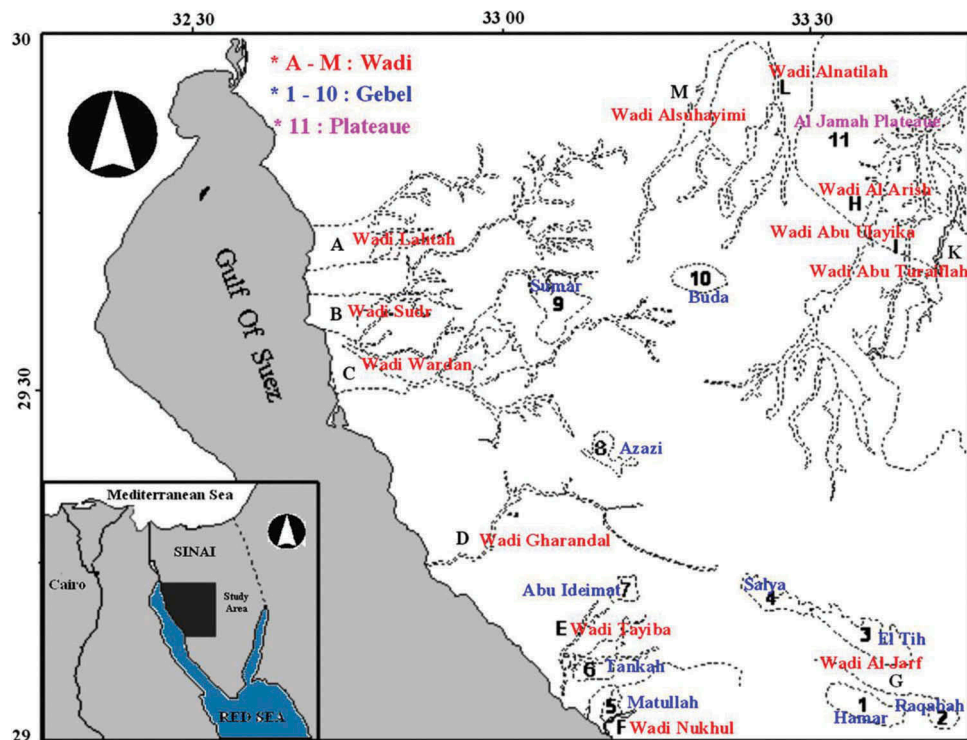 32 30
33 00
33 30
30
* A - M : Wadi
* 1 - 10 : Gebel
* 11 : Plateaue
Wadi Alnatilah
L
M
Wadi Alsuhayimi
Al Jamah Plateaue
11
Wadi Al Arish
H
Wadi Abu Ulayika
I
K
Wadi Abu Turaifiah
A
Wadi Lahtah
Gulf Of Suez
Sumar
9
10
Buda
B
Wadi Sudr
Wadi Wardan
C
29 30
8
Azazi
D
Wadi Gharandal
Abu Ideimat
7
Salya
4
E
Wadi Tayiba
3
El Tih
6
Tankah
Wadi Al-Jarf
G
5
Matullah
1
Hamar
Raqabah
2
F
Wadi Nukhul
29
Mediterranean Sea
SINAI
Cairo
Study
Area
RED SEA